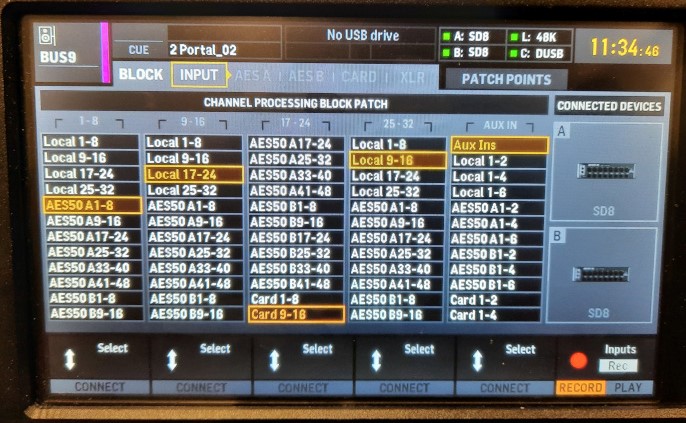 BUS9
CUE 2 Portal_02
No USB drive
A: SD8 L: 48K
B: SD8 C: DUSB
11:34:46
BLOCK INPUT AES A AES B CARD XLR PATCH POINTS
CHANNEL PROCESSING BLOCK PATCH CONNECTED DEVICES
1-8 9-16 17-24 25-32 AUX IN
Local 1-8 Local 1-8 AES50 A17-24 Local 1-8 Aux Ins
Local 9-16 Local 9-16 AES50 A25-32 Local 9-16 Local 1-2
Local 17-24 Local 17-24 AES50 A33-40 Local 17-24 Local 1-4
Local 25-32 Local 25-32 AES50 A41-48 Local 25-32 Local 1-6
AES50 A1-8 AES50 A1-8 AES50 B1-8 AES50 A1-8 AES50 A1-2
AES50 A9-16 AES50 A9-16 AES50 B9-16 AES50 A9-16 AES50 A1-4
AES50 A17-24 AES50 A17-24 AES50 B17-24 AES50 A17-24 AES50 A1-6
AES50 A25-32 AES50 A25-32 AES50 B25-32 AES50 A25-32 AES50 B1-2
AES50 A33-40 AES50 A33-40 AES50 B33-40 AES50 A33-40 AES50 B1-4
AES50 A41-48 AES50 A41-48 AES50 B41-48 AES50 A41-48 AES50 B1-6
AES50 B1-8 AES50 B1-8 Card 1-8 AES50 B1-8 Card 1-2
AES50 B9-16 AES50 B9-16 Card 9-16 AES50 B9-16 Card 1-4
A
SD8
B
SD8
Select Select Select Select Select Inputs
Rec
CONNECT CONNECT CONNECT CONNECT CONNECT RECORD PLAY